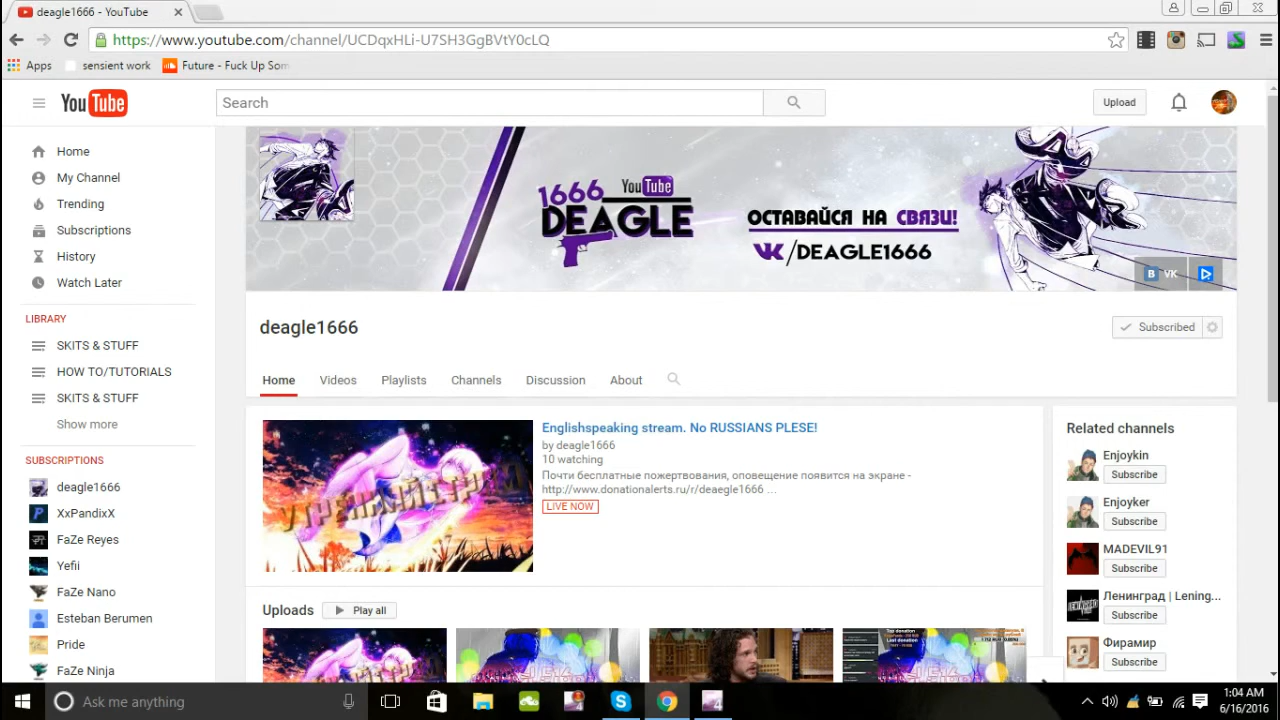 deagle1666 - YouTube
https://www.youtube.com/channel/UCDqxHLi-U7SH3GgBVtY0cLQ
Apps
sensient work
Future - Fuck Up Som
YouTube
Search
Upload
Home
My Channel
Trending
History
Subscriptions
Watch Later
LIBRARY
SKITS & STUFF
HOW TO/TUTORIALS
SKITS & STUFF
Show more
SUBSCRIPTIONS
deagle1666
XxPandixX
FaZe Reyes
Yefii
FaZe Nano
Esteban Berumen
Pride
FaZe Ninja
1666 YouTube
DEAGLE
ОСТАВАЙСЯ НА СВЯЗИ!
VK/DEAGLE1666
B VK
deagle1666
Subscribed
Home Videos Playlists Channels Discussion About
Englishspeaking stream. No RUSSIANS PLESE!
by deagle1666
10 watching
Почти бесплатные пожертвования, оповещение появится на экране -
http://www.donationalerts.ru/r/deaegle1666 ...
LIVE NOW
Uploads Play all
Related channels
Enjoykin
Subscribe
Enjoyker
Subscribe
MADEVIL91
Subscribe
Ленинград | Lening...
Subscribe
Фирамир
Subscribe
Ask me anything
1:04 AM
6/16/2016